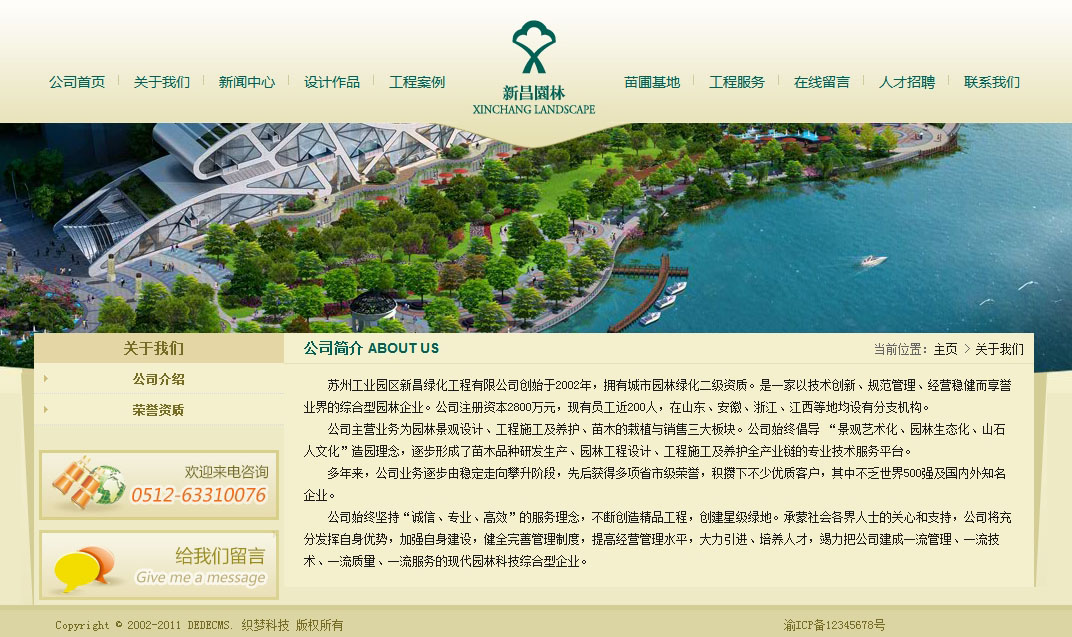 公司首页 关于我们 新闻中心 设计作品 工程案例
新昌園林
XINCHANG LANDSCAPE
苗圃基地 工程服务 在线留言 人才招聘 联系我们
关于我们
公司介绍
荣誉资质
欢迎来电咨询
0512-63310076
给我们留言
Give me a message
公司简介 ABOUT US
当前位置: 主页 > 关于我们
苏州工业园区新昌绿化工程有限公司创始于2002年，拥有城市园林绿化二级资质。是一家以技术创新、规范管理、经营稳健而享誉
业界的综合型园林企业。公司注册资本2800万元，现有员工近200人，在山东、安徽、浙江、江西等地均设有分支机构。
公司主营业务为园林景观设计、工程施工及养护、苗木的栽植与销售三大板块。公司始终倡导 “景观艺术化、园林生态化、山石
人文化”造园理念，逐步形成了苗木品种研发生产、园林工程设计、工程施工及养护全产业链的专业技术服务平台。
多年来，公司业务逐步由稳定走向攀升阶段，先后获得多项省市级荣誉，积攒下不少优质客户，其中不乏世界500强及国内外知名
企业。
公司始终坚持“诚信、专业、高效”的服务理念，不断创造精品工程，创建星级绿地。承蒙社会各界人士的关心和支持，公司将充
分发挥自身优势，加强自身建设，健全完善管理制度，提高经营管理水平，大力引进、培养人才，竭力把公司建成一流管理、一流技
术、一流质量、一流服务的现代园林科技综合型企业。
Copyright © 2002-2011 DEDECMS. 织梦科技 版权所有
渝ICP备12345678号